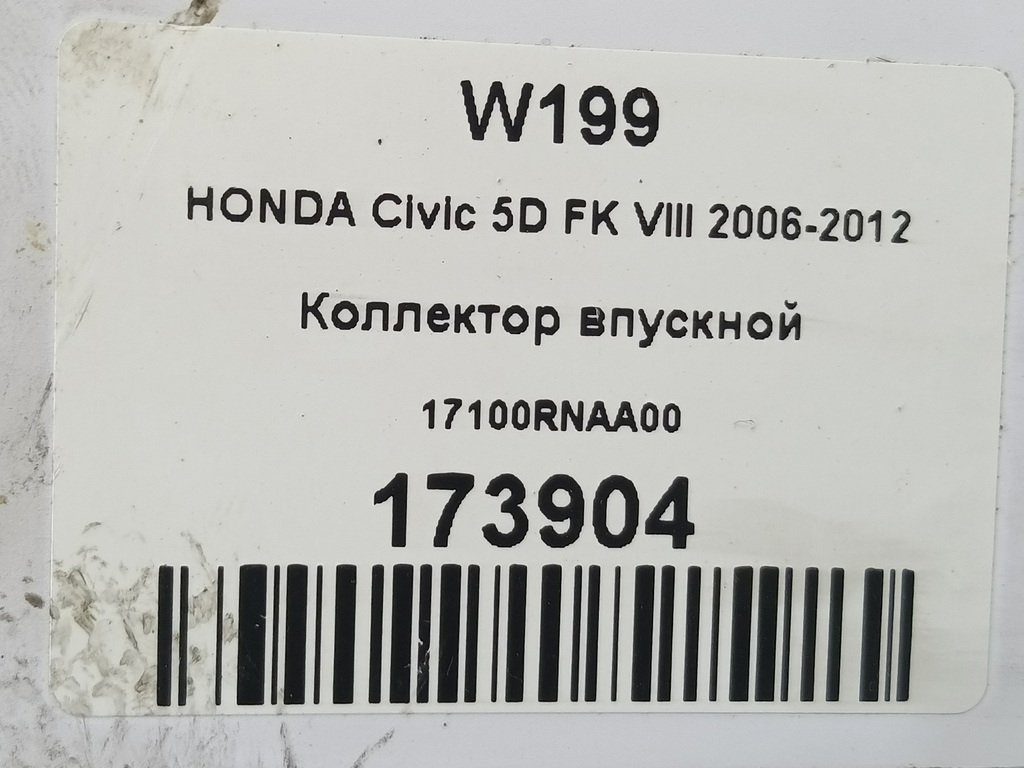 W199
HONDA Civic 5D FK VIII 2006-2012
Коллектор впускной
17100RNAA00
173904